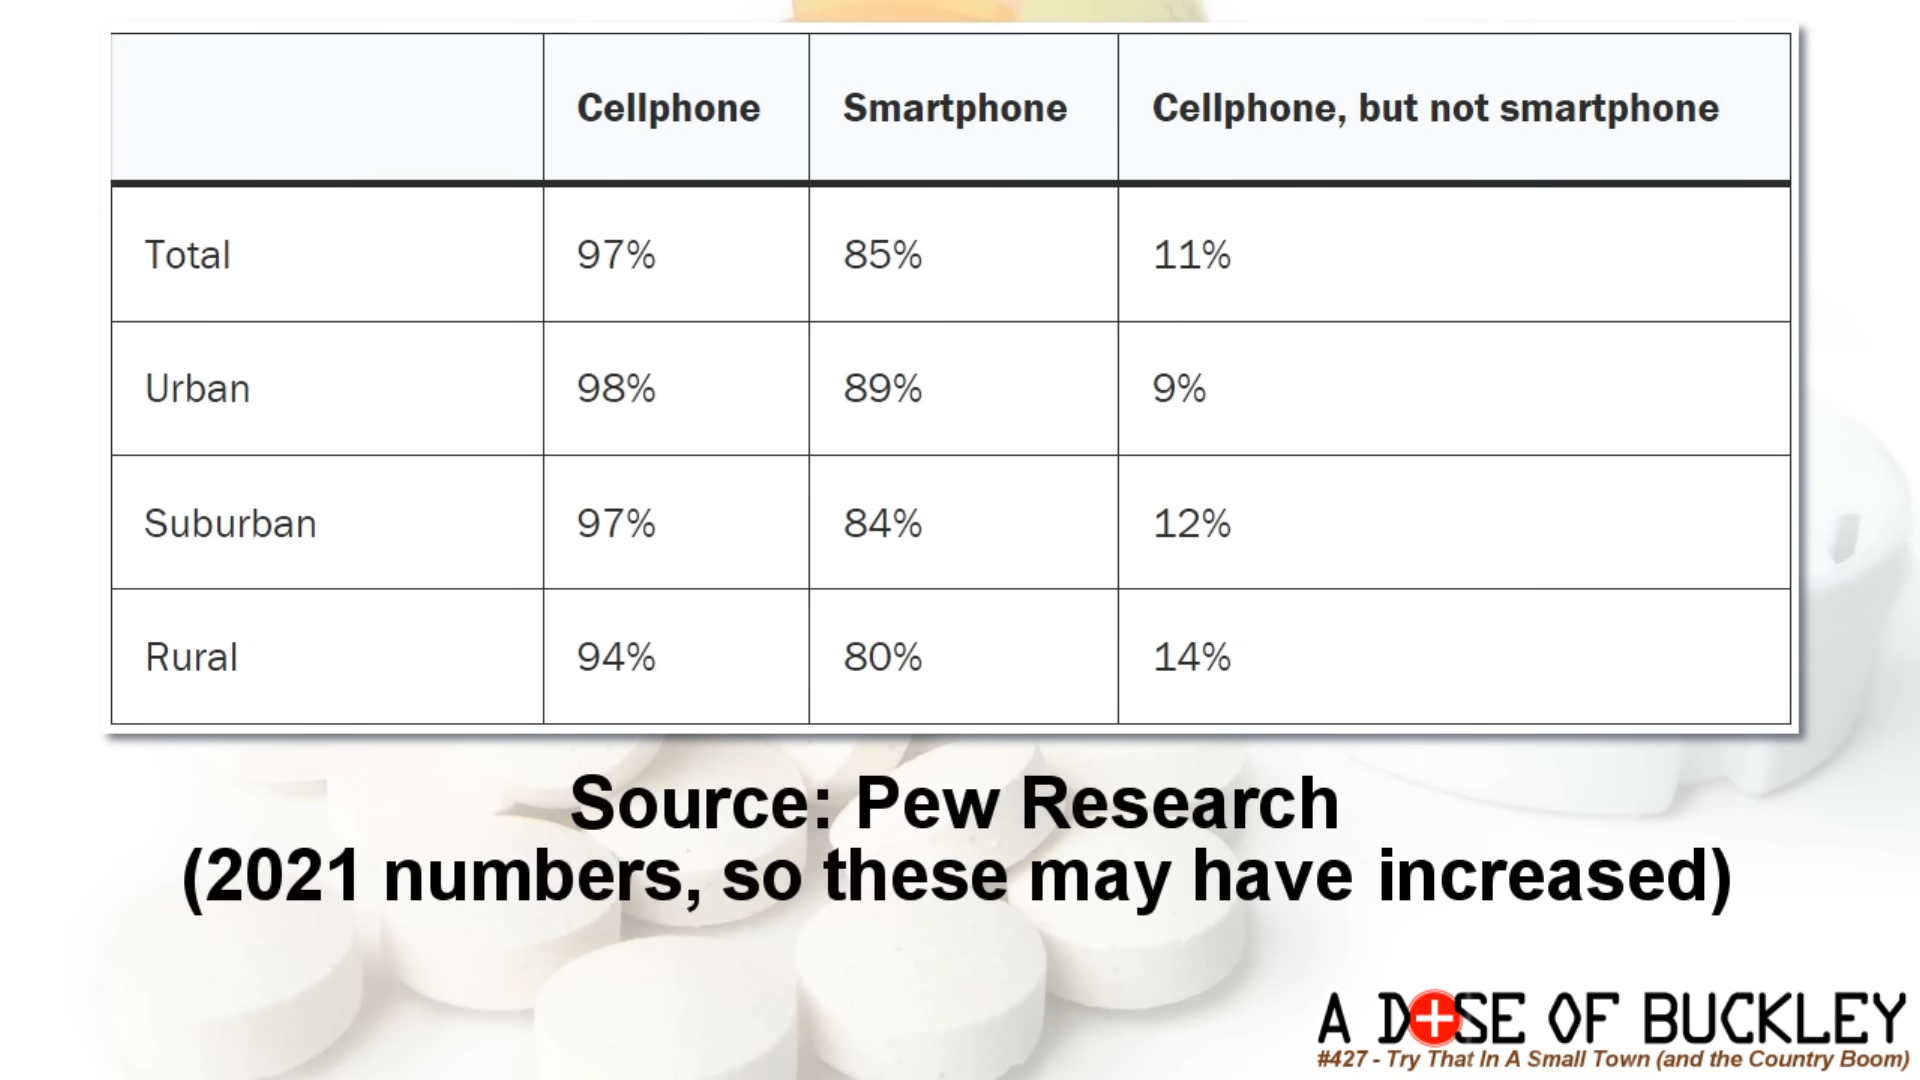 Cellphone Smartphone Cellphone, but not smartphone
Total 97% 85% 11%
Urban 98% 89% 9%
Suburban 97% 84% 12%
Rural 94% 80% 14%
Source: Pew Research
(2021 numbers, so these may have increased)
A DOSE OF BUCKLEY
#427 - Try That In A Small Town (and the Country Boom)